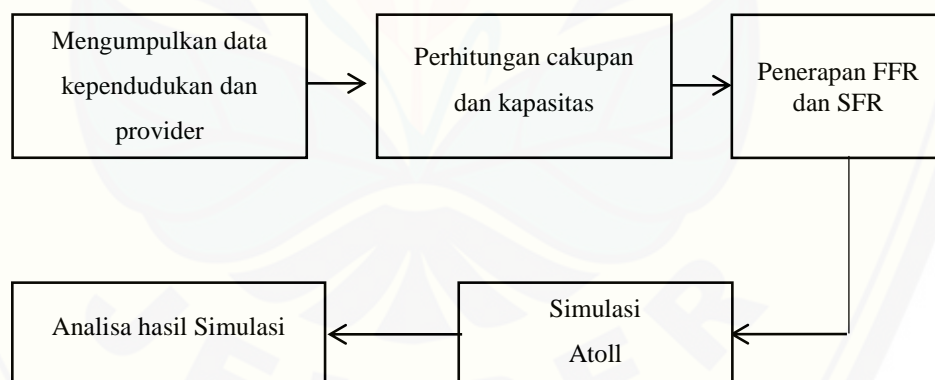 Mengumpulkan data
kependudukan dan
provider
Perhitungan cakupan
dan kapasitas
Penerapan FFR
dan SFR
Simulasi
Atoll
Analisa hasil Simulasi